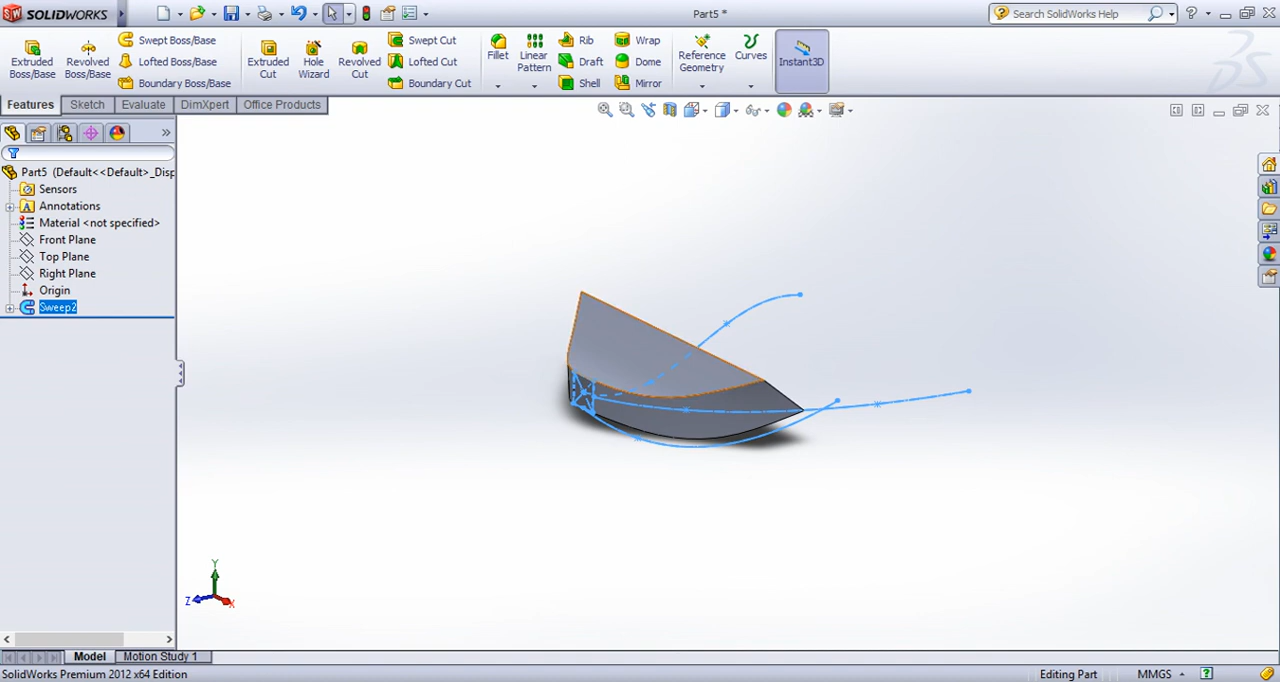 SOLIDWORKS
Part5 *
Search SolidWorks Help
Extruded Boss/Base
Revolved Boss/Base
Swept Boss/Base
Lofted Boss/Base
Boundary Boss/Base
Extruded Cut
Hole Wizard
Revolved Cut
Swept Cut
Lofted Cut
Boundary Cut
Fillet
Linear Pattern
Rib
Draft
Shell
Wrap
Dome
Mirror
Reference Geometry
Curves
Instant3D
Features Sketch Evaluate DimXpert Office Products
Part5 (Default<<Default>_Disp
Sensors
Annotations
Material <not specified>
Front Plane
Top Plane
Right Plane
Origin
Sweep2
Y
Z
X
Model Motion Study 1
SolidWorks Premium 2012 x64 Edition
Editing Part
MMGS